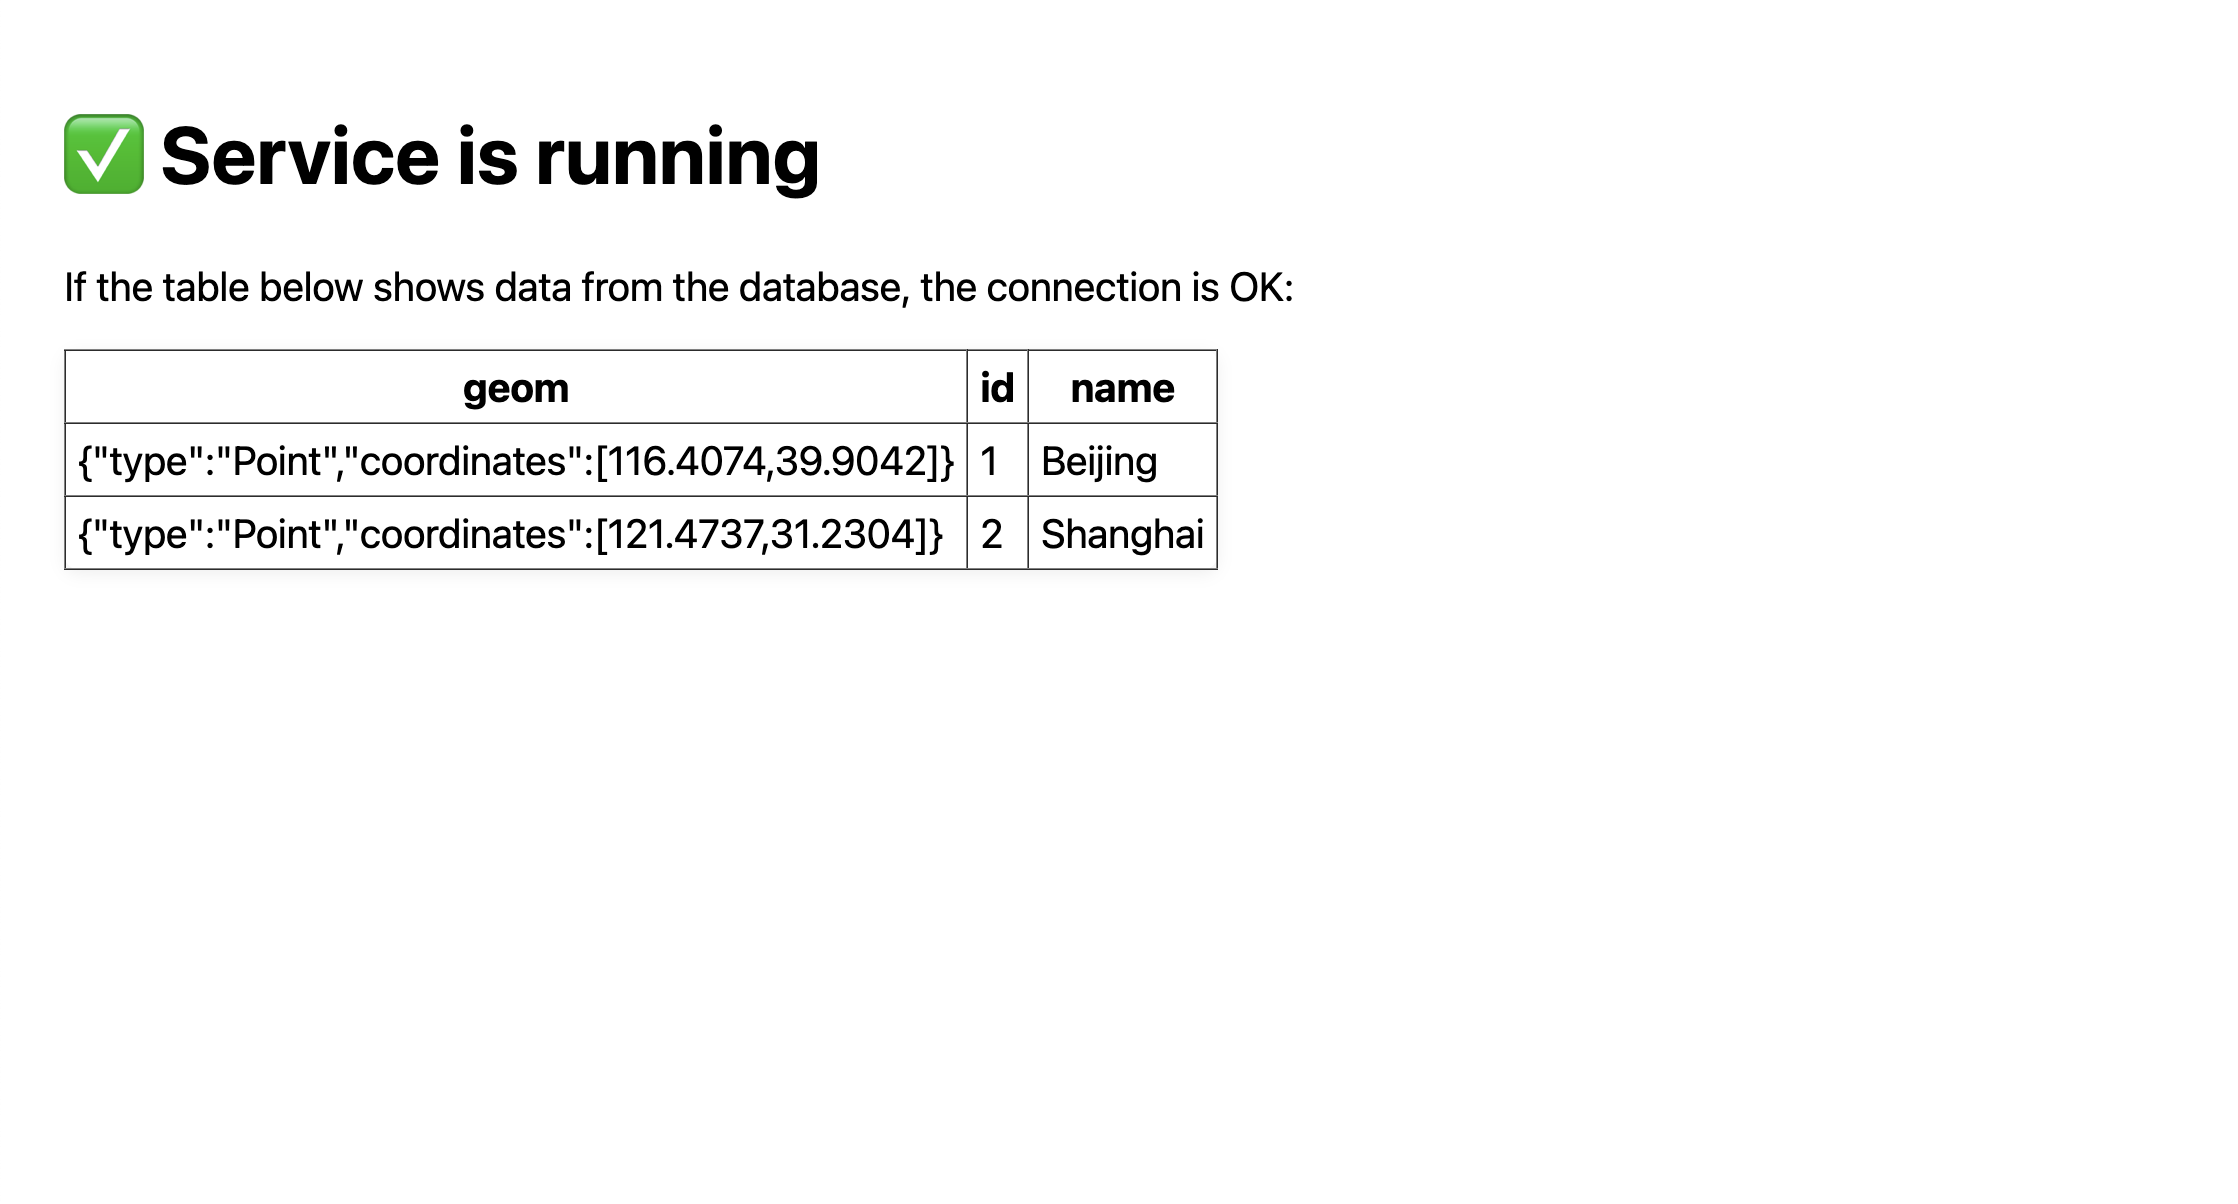 ✅ Service is running
If the table below shows data from the database, the connection is OK:
geom id name
{"type":"Point","coordinates":[116.4074,39.9042]} 1 Beijing
{"type":"Point","coordinates":[121.4737,31.2304]} 2 Shanghai